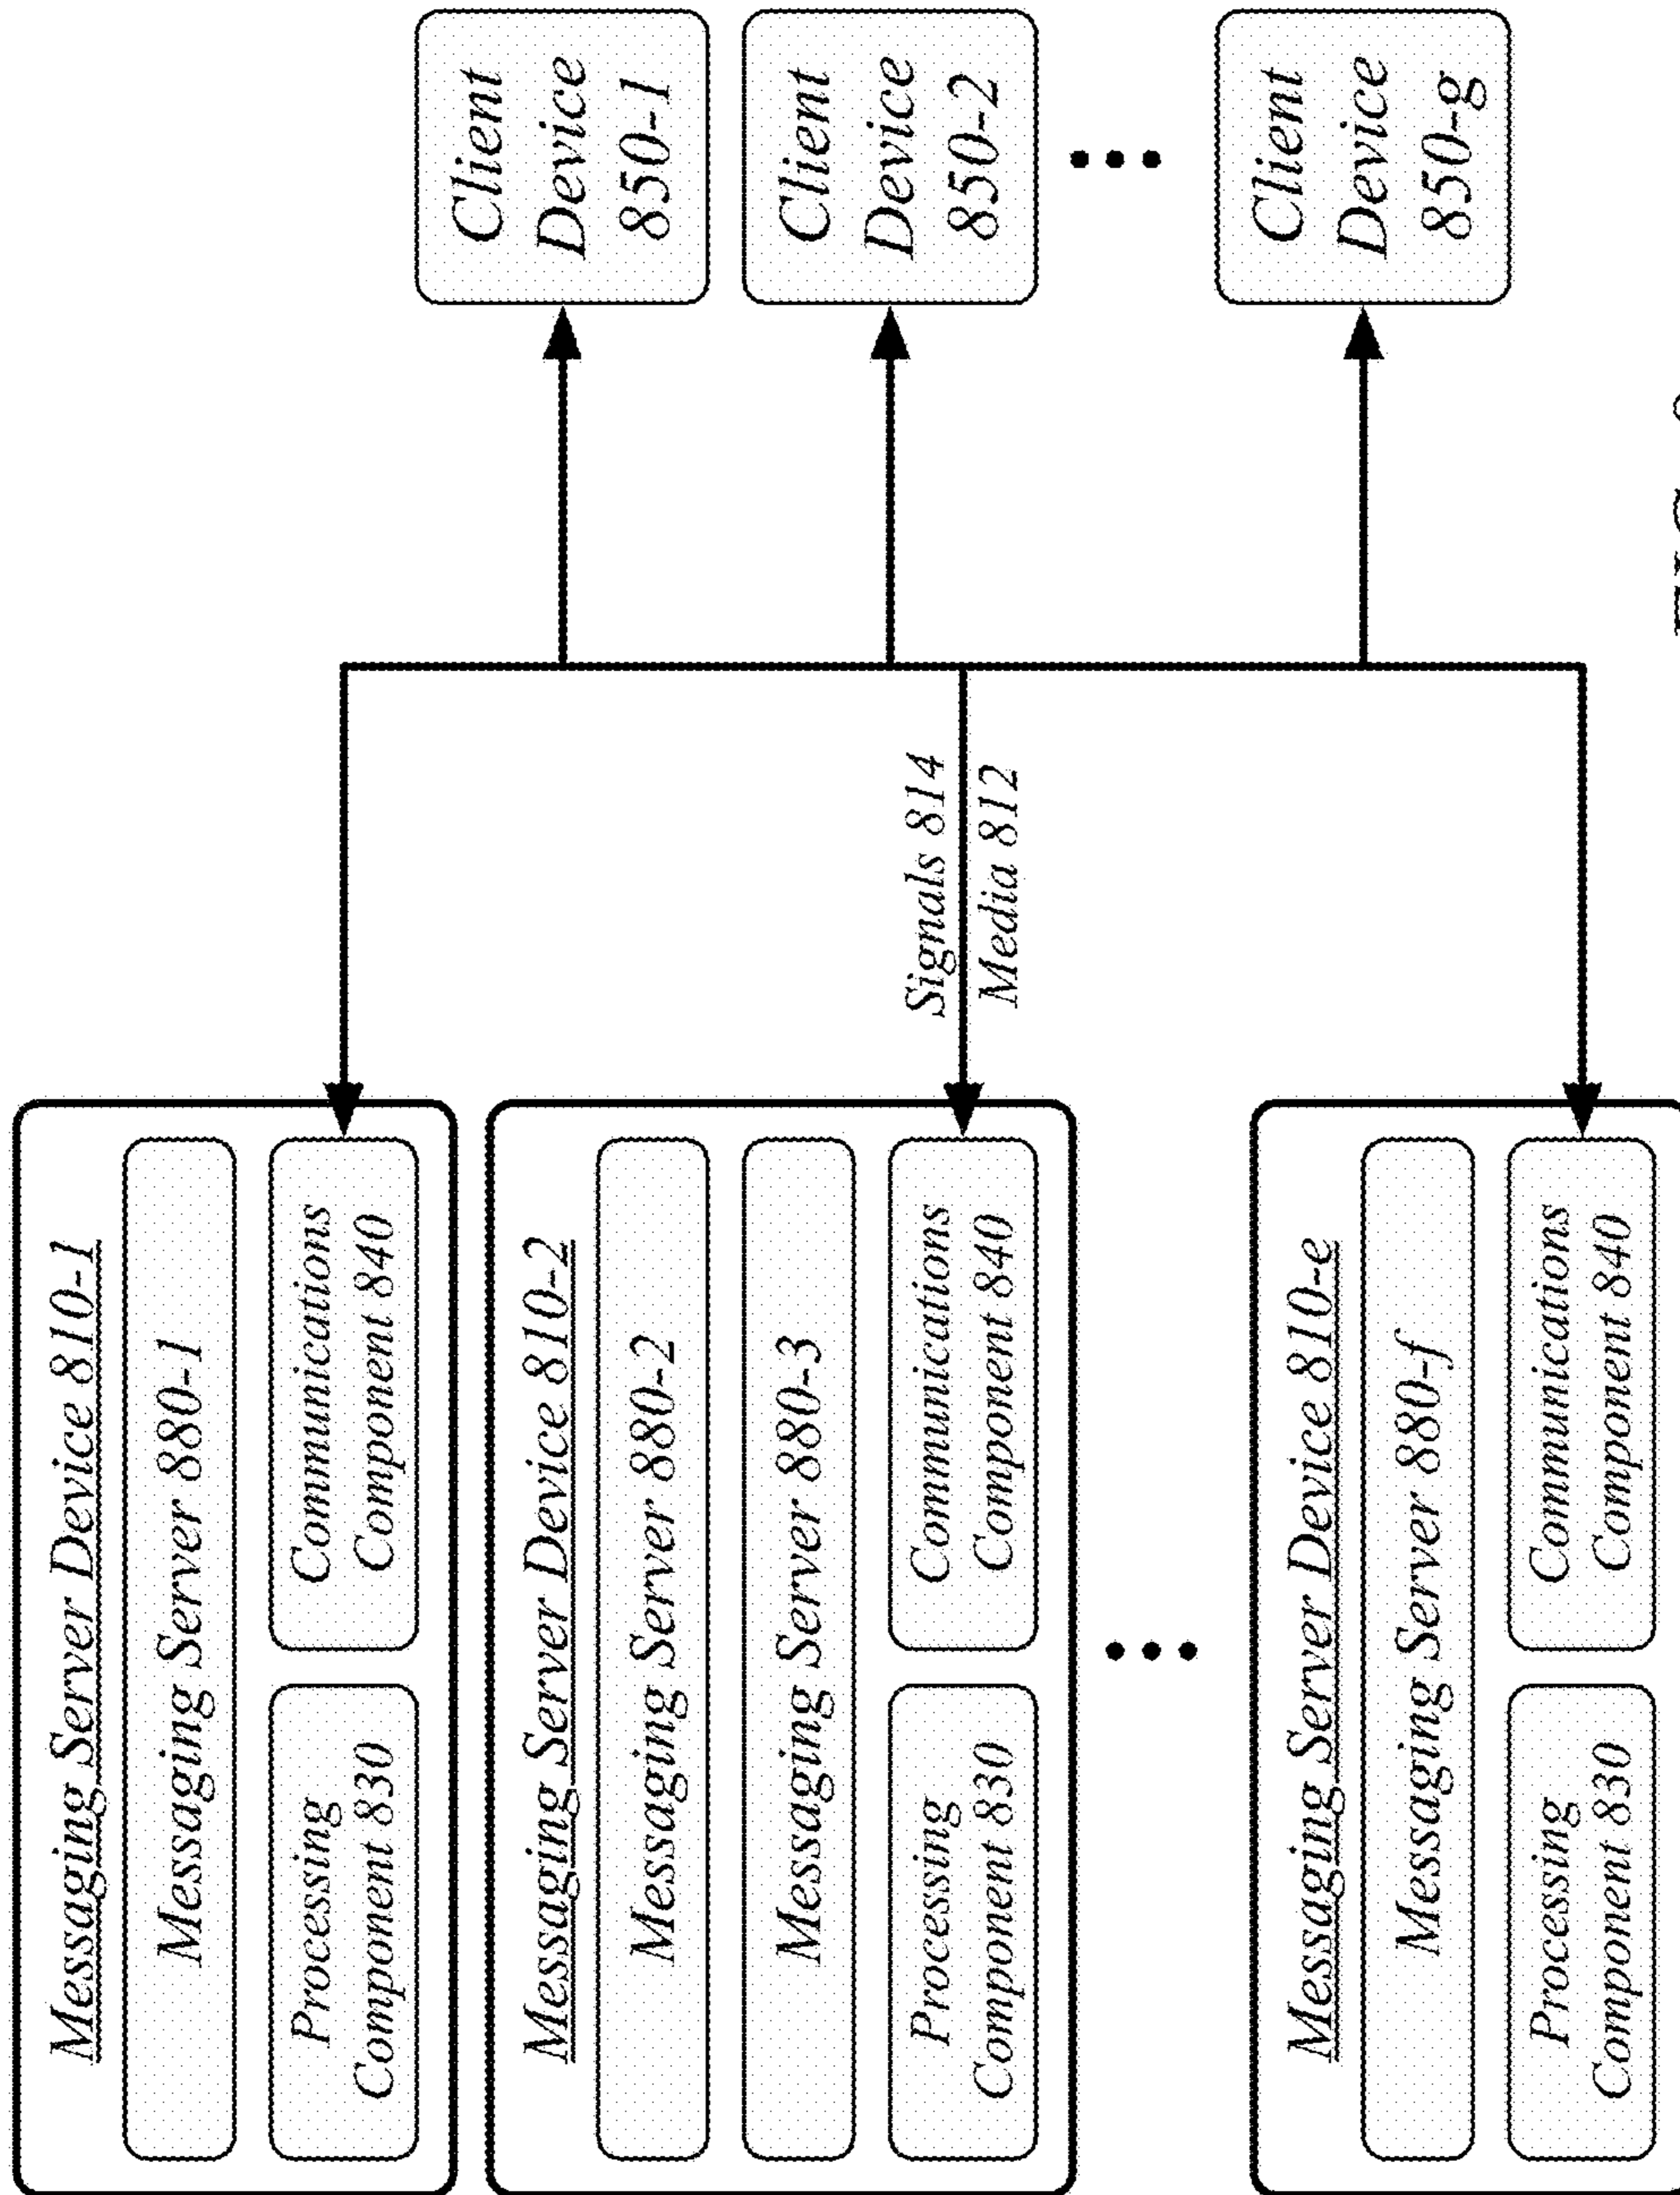 Messaging Server Device 810-1
Messaging Server 880-1
Processing
Component 830
Communications
Component 840
Messaging Server Device 810-2
Messaging Server 880-2
Messaging Server 880-3
Processing
Component 830
Communications
Component 840
Messaging Server Device 810-e
Messaging Server 880-f
Processing
Component 830
Communications
Component 840
Signals 814
Media 812
Client
Device
850-1
Client
Device
850-2
Client
Device
850-g